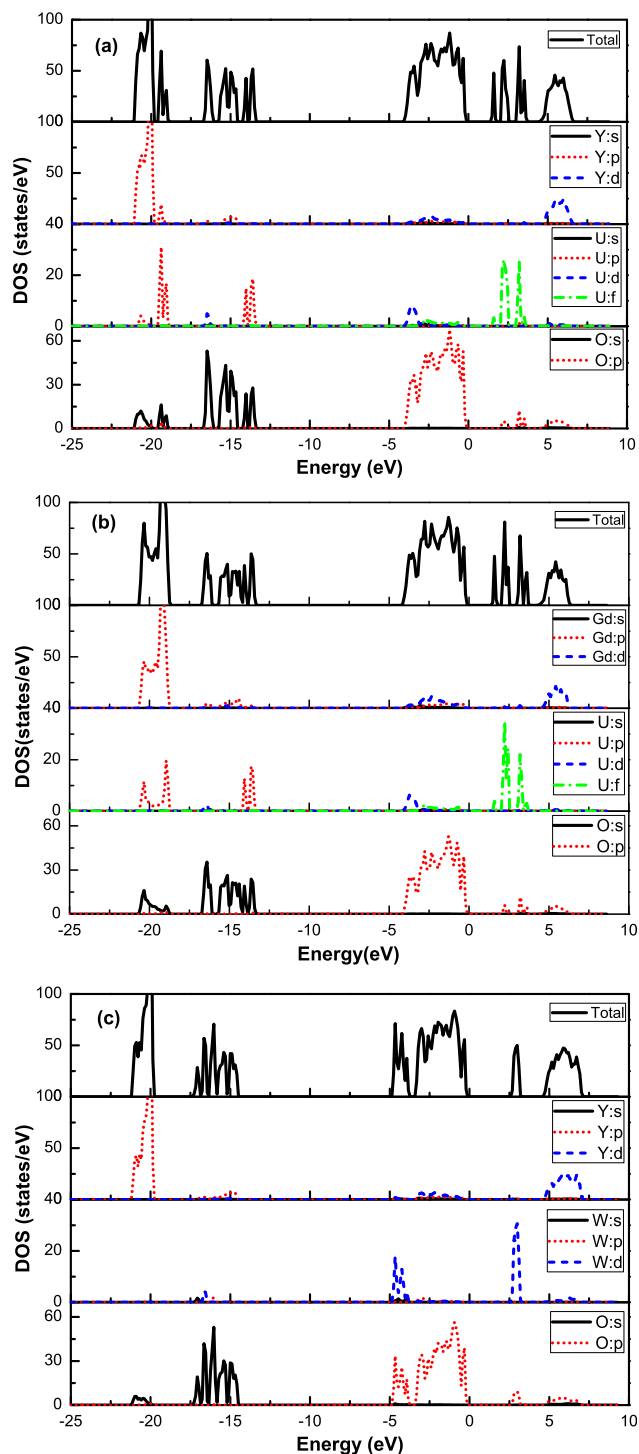 (a)
Total
100
50
100
Y:s
Y:p
Y:d
50
40
U:s
U:p
U:d
U:f
20
0
O:s
O:p
60
30
0
DOS (states/eV)
-25 -20 -15 -10 -5 0 5 10
Energy (eV)
(b)
Total
100
50
100
Gd:s
Gd:p
Gd:d
50
40
U:s
U:p
U:d
U:f
20
0
O:s
O:p
60
30
0
DOS(states/eV)
-25 -20 -15 -10 -5 0 5 10
Energy(eV)
(c)
Total
100
50
100
Y:s
Y:p
Y:d
50
40
W:s
W:p
W:d
20
0
O:s
O:p
60
30
0
DOS (states/eV)
-25 -20 -15 -10 -5 0 5 10
Energy (eV)